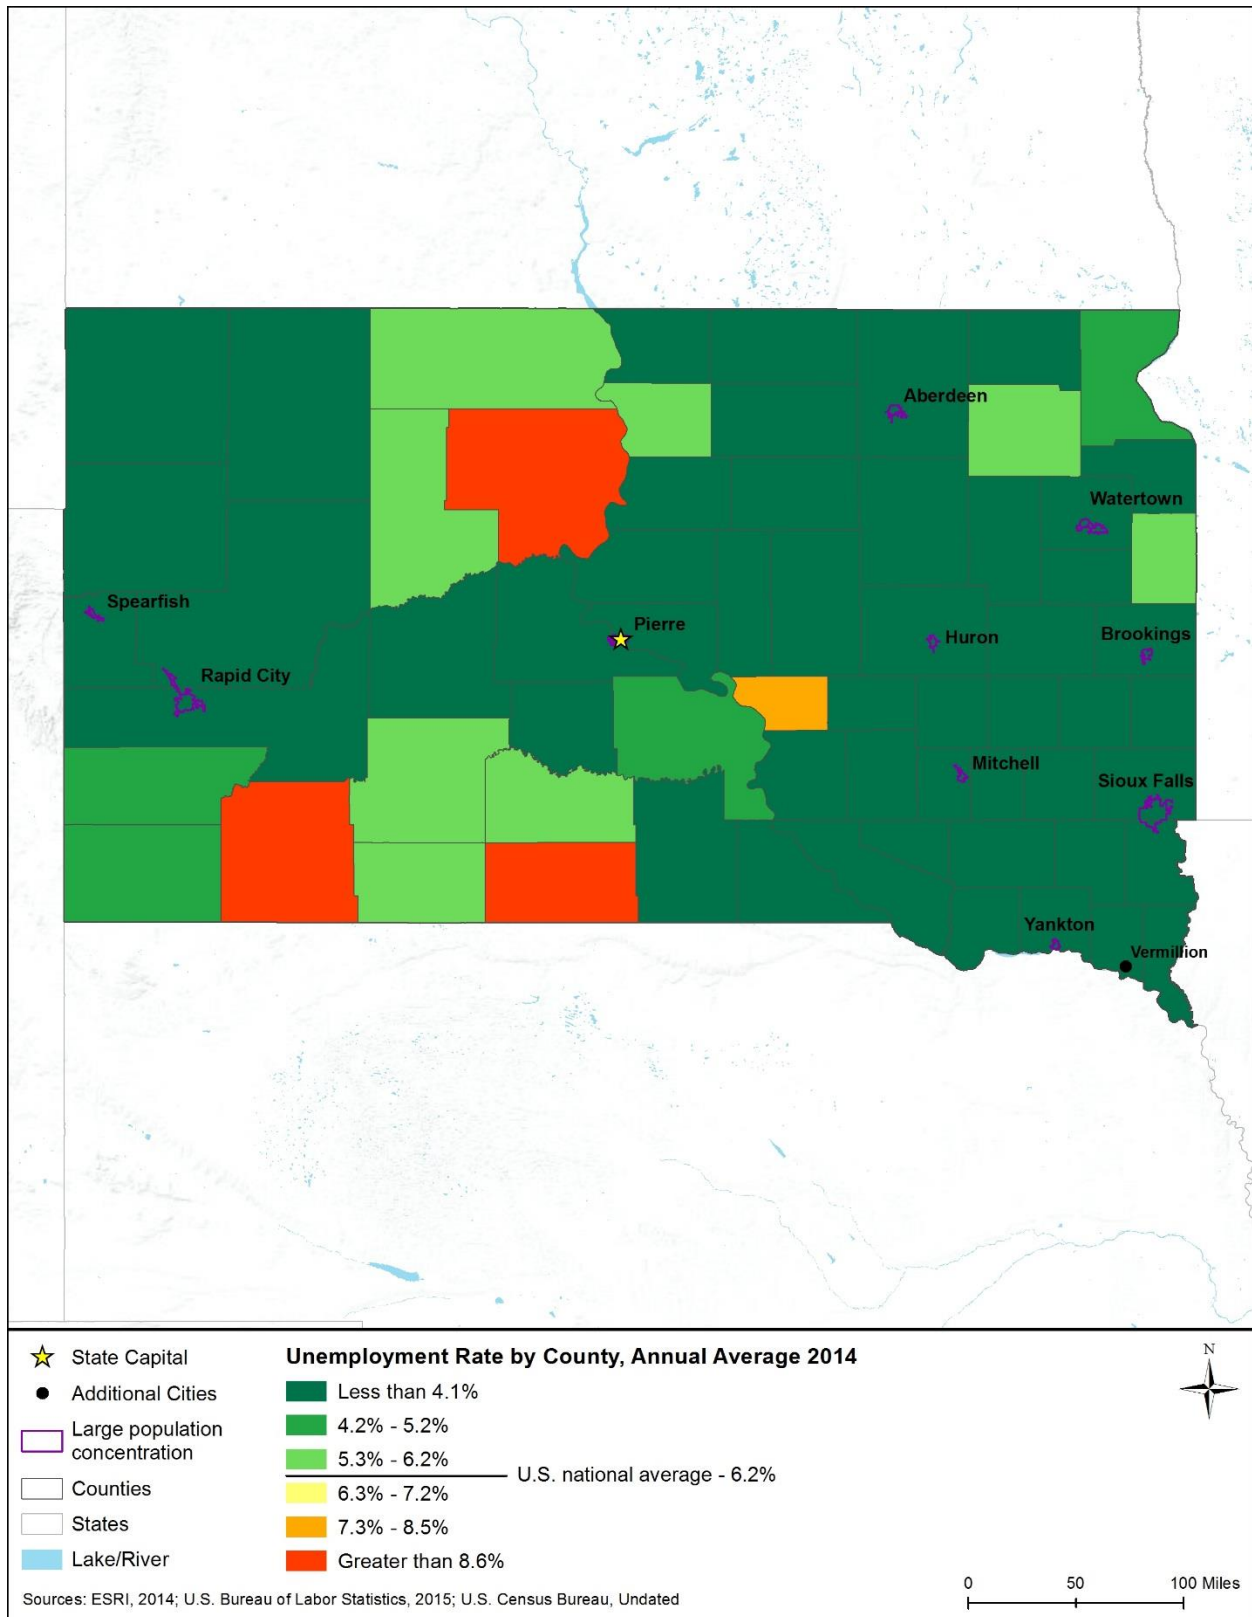 Aberdeen
Watertown
Spearfish
Pierre
Huron
Brookings
Rapid City
Mitchell
Sioux Falls
Yankton
Vermillion
State Capital
Additional Cities
Large population
concentration
Counties
States
Lake/River
Unemployment Rate by County, Annual Average 2014
Less than 4.1%
4.2% - 5.2%
5.3% - 6.2%
U.S. national average - 6.2%
6.3% - 7.2%
7.3% - 8.5%
Greater than 8.6%
N
0 50 100 Miles
Sources: ESRI, 2014; U.S. Bureau of Labor Statistics, 2015; U.S. Census Bureau, Undated